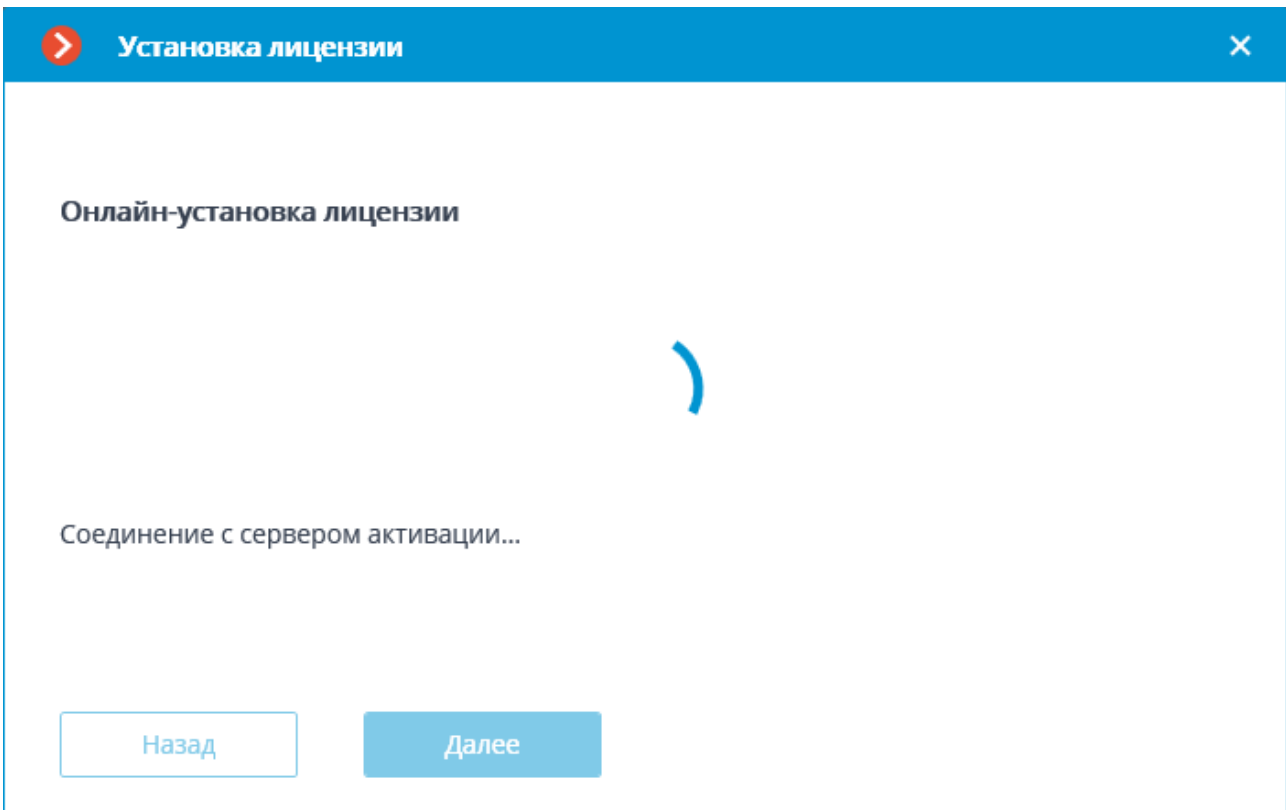 Установка лицензии
Онлайн-установка лицензии
Соединение с сервером активации...
Назад
Далее